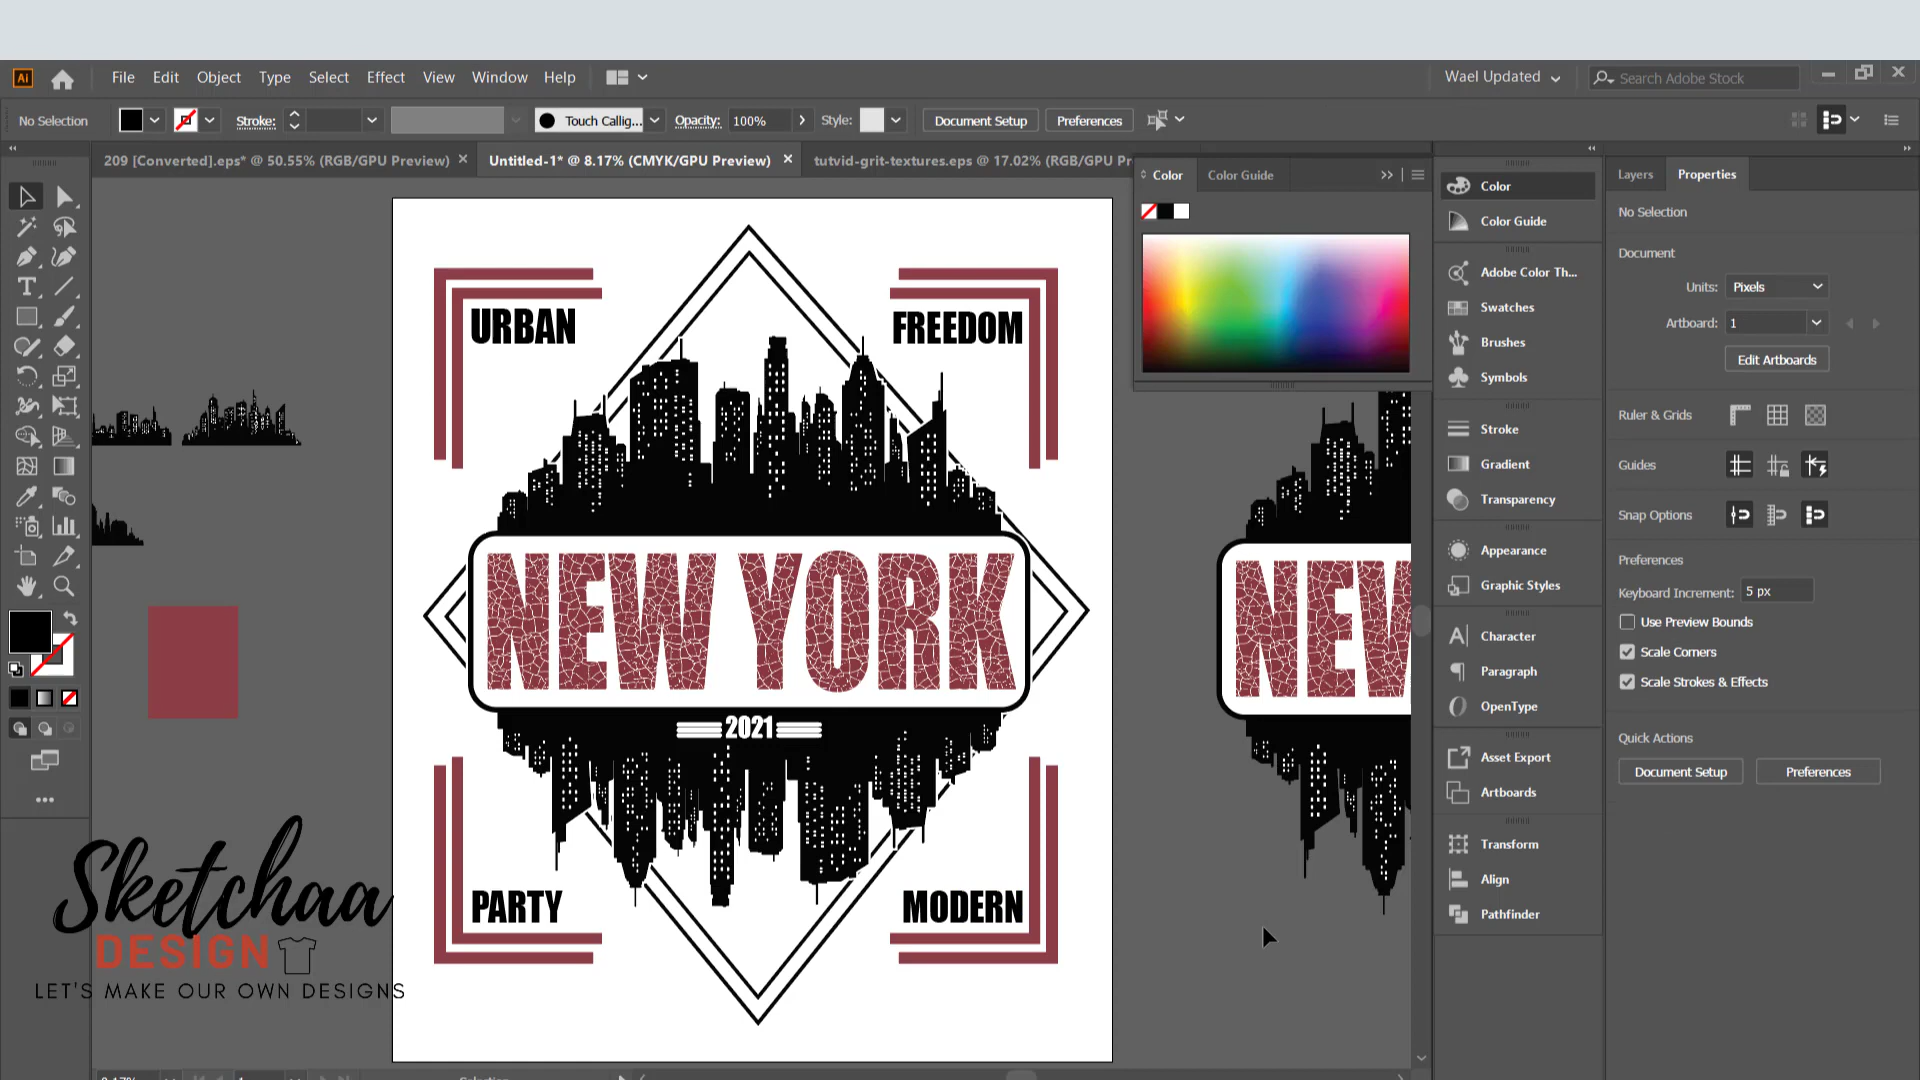 Ai File Edit Object Type Select Effect View Window Help Wael Updated Search Adobe Stock
No Selection Stroke: Touch Callig... Opacity: 100% Style: Document Setup Preferences
209 [Converted].eps* @ 50.55% (RGB/GPU Preview) Untitled-1* @ 8.17% (CMYK/GPU Preview) tutvid-grit-textures.eps @ 17.02% (RGB/GPU Pr
Color Color Guide
Color
Color Guide
Adobe Color Th...
Swatches
Brushes
Symbols
Stroke
Gradient
Transparency
Appearance
Graphic Styles
Character
Paragraph
OpenType
Asset Export
Artboards
Transform
Align
Pathfinder
Layers Properties
No Selection
Document
Units: Pixels
Artboard: 1
Edit Artboards
Ruler & Grids
Guides
Snap Options
Preferences
Keyboard Increment: 5 px
Use Preview Bounds
Scale Corners
Scale Strokes & Effects
Quick Actions
Document Setup Preferences
URBAN FREEDOM
NEW YORK
2021
PARTY MODERN
NEW
Sketchaa
DESIGN
LET'S MAKE OUR OWN DESIGNS